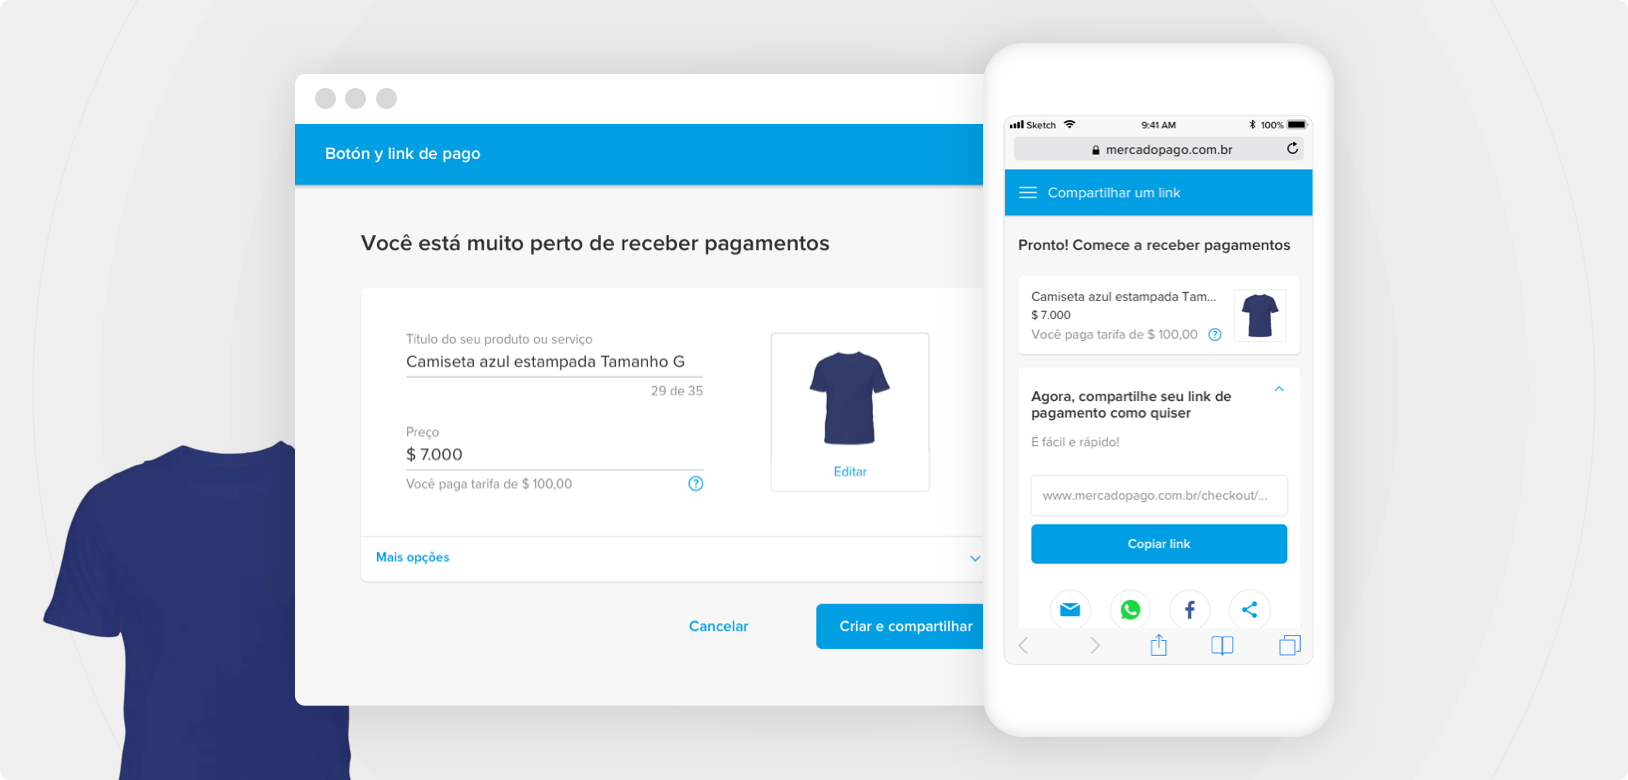 Botón y link de pago
Você está muito perto de receber pagamentos
Título do seu produto ou serviço
Camiseta azul estampada Tamanho G
29 de 35
Preço
$ 7.000
Você paga tarifa de $ 100,00
?
Editar
Mais opções
Cancelar
Criar e compartilhar
Sketch
9:41 AM
100%
mercadopago.com.br
Compartilhar um link
Pronto! Comece a receber pagamentos
Camiseta azul estampada Tam...
$ 7.000
Você paga tarifa de $ 100,00 ?
Agora, compartilhe seu link de
pagamento como quiser
É fácil e rápido!
www.mercadopago.com.br/checkout/...
Copiar link